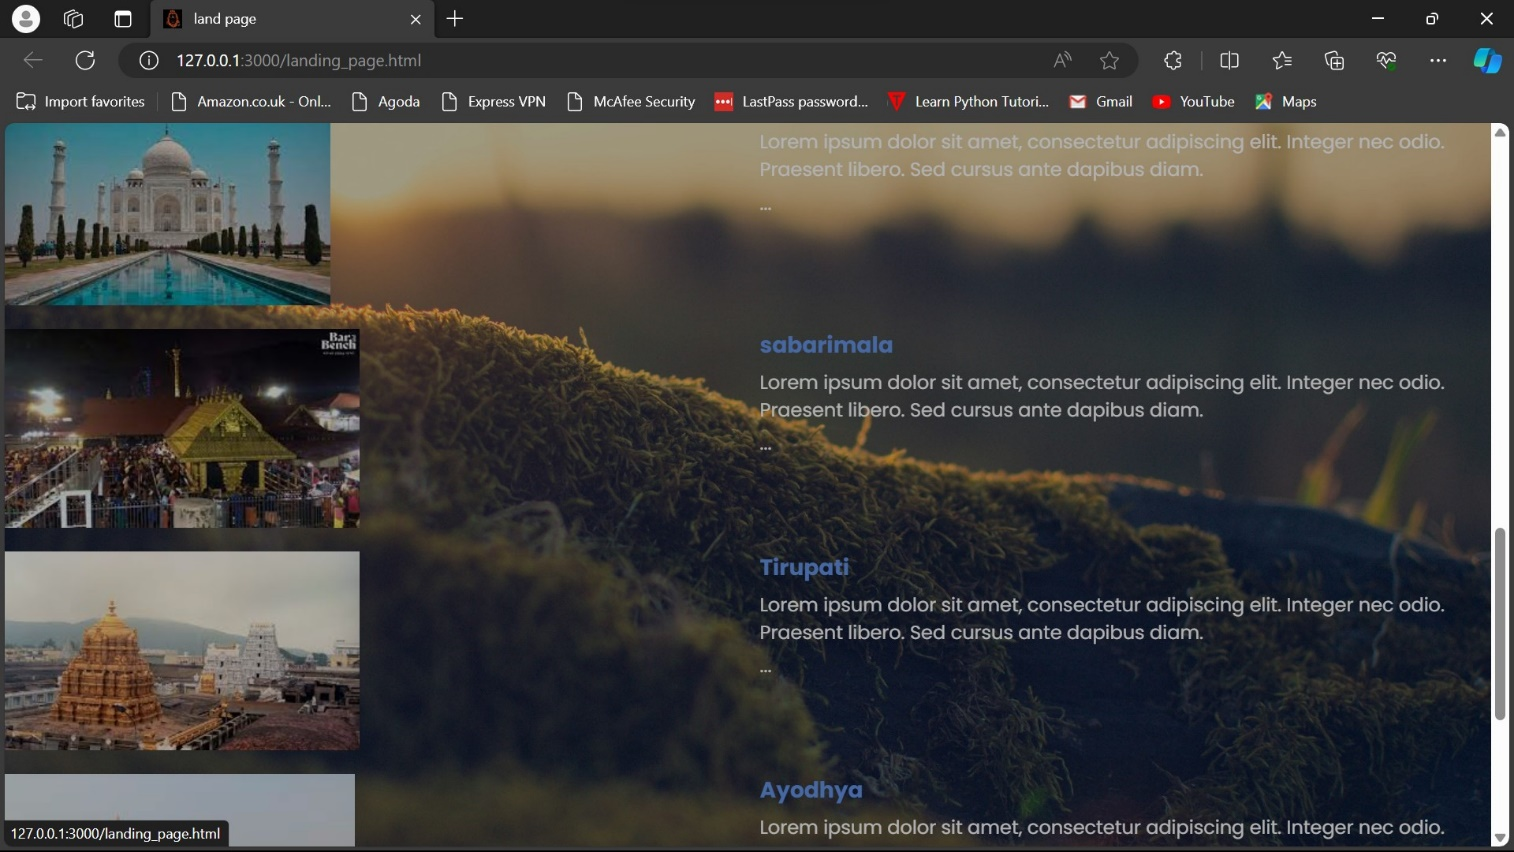 land page
127.0.0.1:3000/landing_page.html
Import favorites
Amazon.co.uk - Onl...
Agoda
Express VPN
McAfee Security
LastPass password...
Learn Python Tutori...
Gmail
YouTube
Maps
Lorem ipsum dolor sit amet, consectetur adipiscing elit. Integer nec odio.
Praesent libero. Sed cursus ante dapibus diam.
...
Bar&
Bench
sabarimala
Lorem ipsum dolor sit amet, consectetur adipiscing elit. Integer nec odio.
Praesent libero. Sed cursus ante dapibus diam.
...
Tirupati
Lorem ipsum dolor sit amet, consectetur adipiscing elit. Integer nec odio.
Praesent libero. Sed cursus ante dapibus diam.
...
Ayodhya
Lorem ipsum dolor sit amet, consectetur adipiscing elit. Integer nec odio.
127.0.0.1:3000/landing_page.html